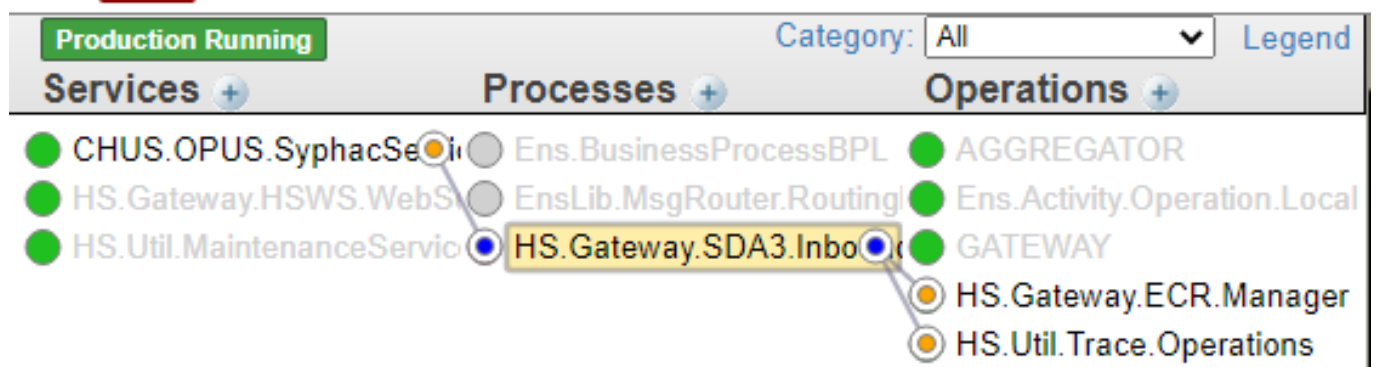 Production Running Category: All Legend
Services Processes Operations
CHUS.OPUS.SyphacSe Ens.BusinessProcessBPL AGGREGATOR
HS.Gateway.HSWS.WebS EnsLib.MsgRouter.Routing Ens.Activity.Operation.Local
HS.Util.MaintenanceService HS.Gateway.SDA3.Inbo GATEWAY
HS.Gateway.ECR.Manager
HS.Util.Trace.Operations